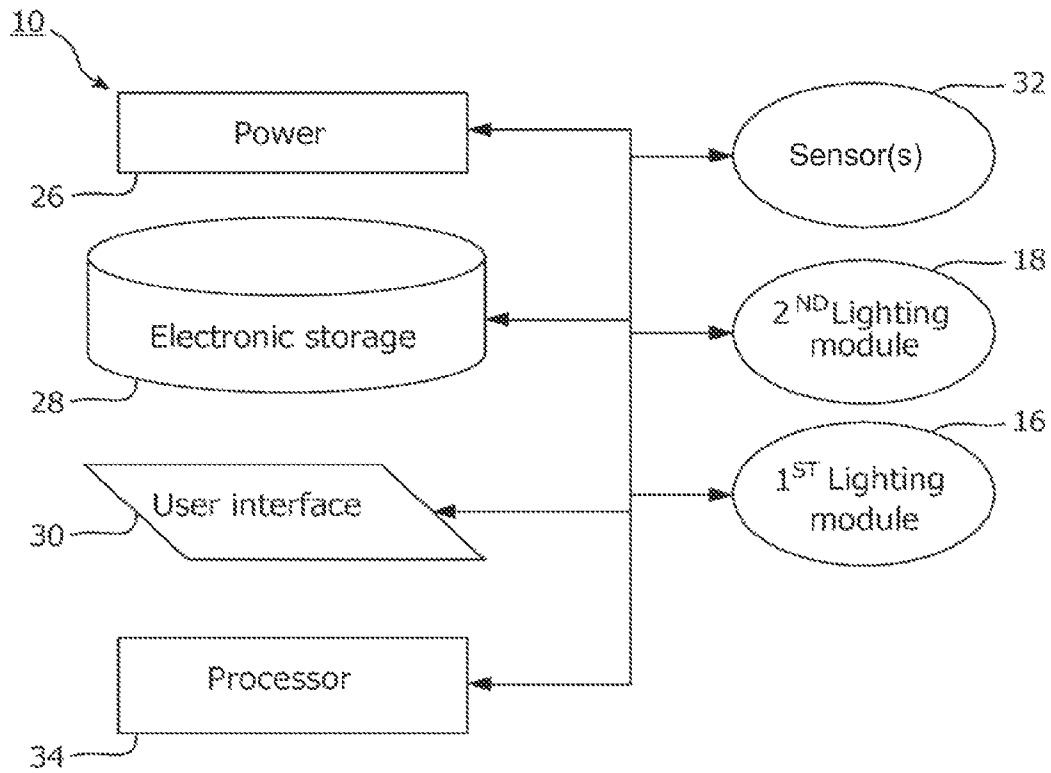 10
Power
26
Electronic storage
28
User interface
30
Processor
34
32
Sensor(s)
18
2ND Lighting
module
16
1ST Lighting
module